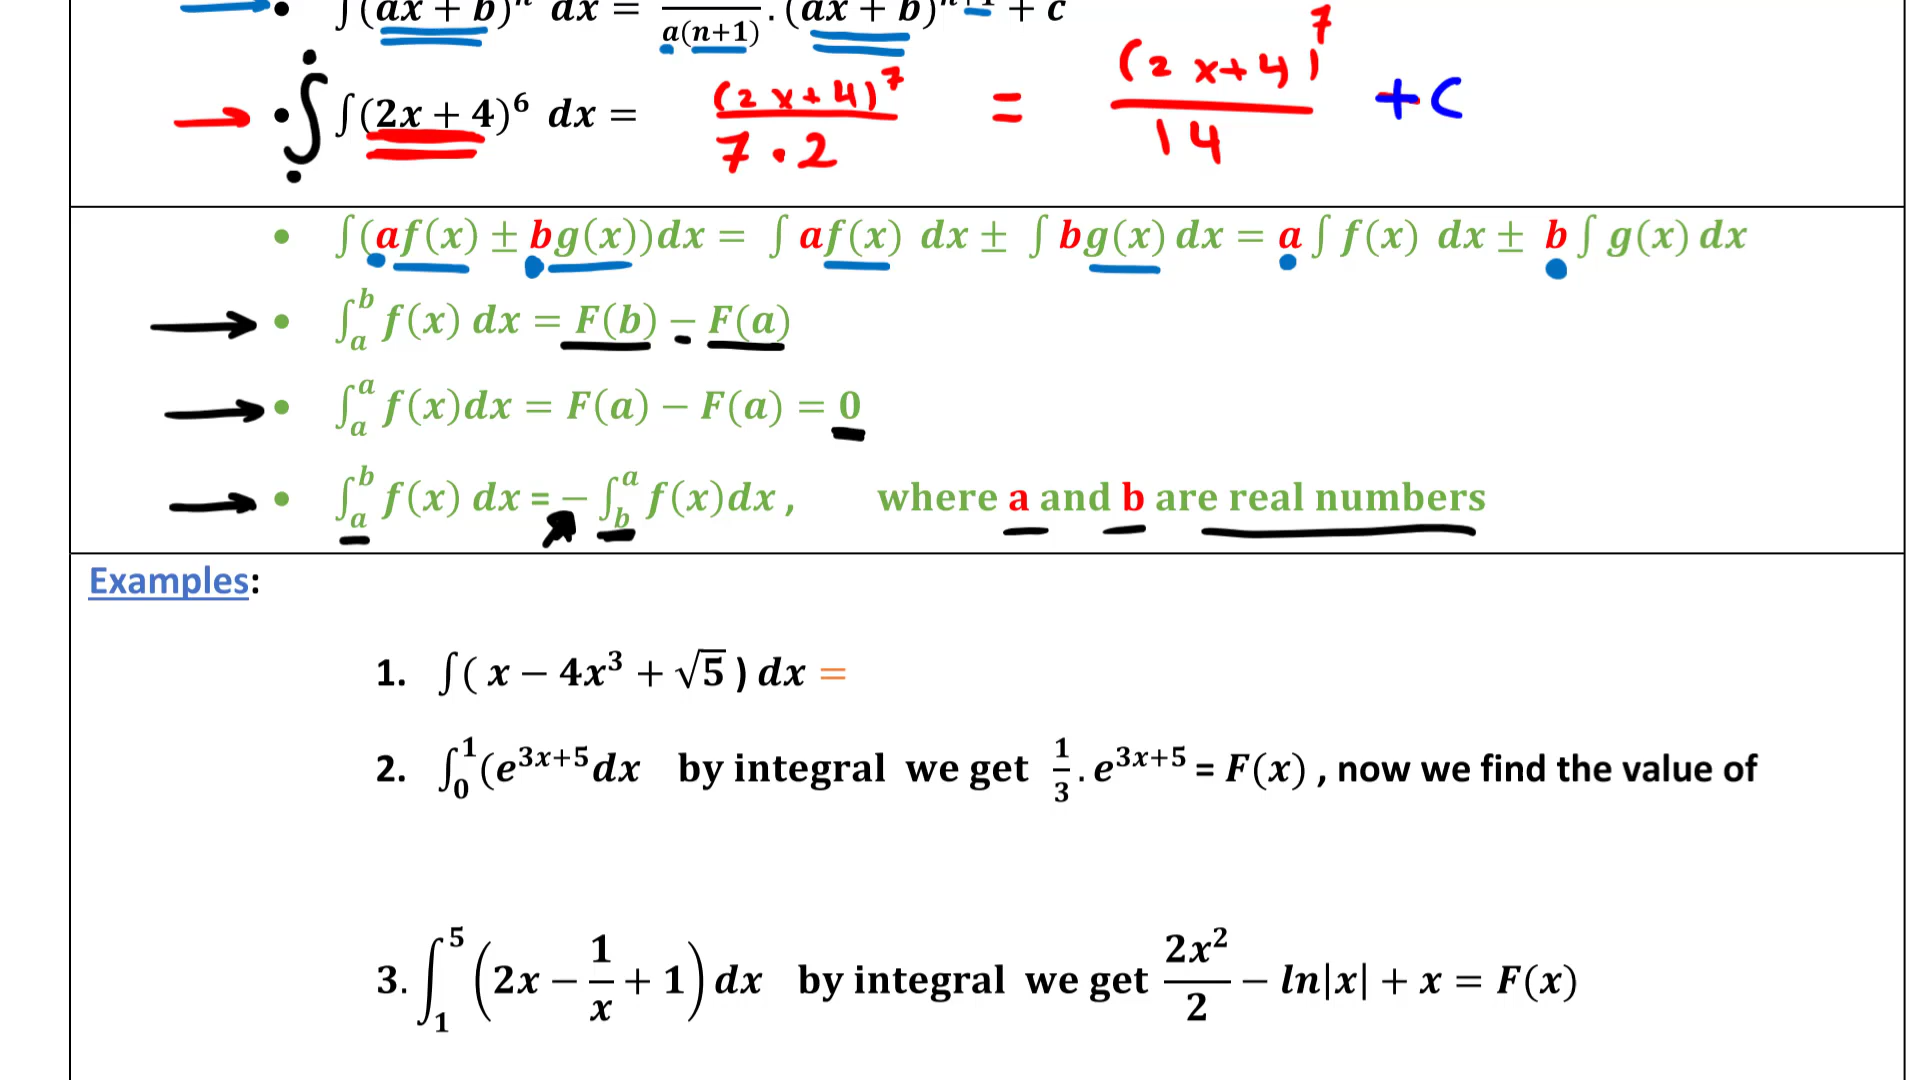 ∫(ax + b)ⁿ dx = ―――/a(n+1) . (ax + b)ⁿ⁺¹ + c
∫ ∫(2x + 4)⁶ dx = (2x+4)⁷/7·2 = (2x+4)⁷/14 +C
• ∫(af(x) ± bg(x))dx = ∫ af(x) dx ± ∫ bg(x) dx = a ∫ f(x) dx ± b ∫ g(x) dx
• ∫ₐᵇ f(x) dx = F(b) − F(a)
• ∫ₐᵃ f(x)dx = F(a) − F(a) = 0
• ∫ₐᵇ f(x) dx = − ∫_b^a f(x)dx , where a and b are real numbers
Examples:
1. ∫( x − 4x³ + √5 ) dx =
2. ∫₀¹(e³ˣ⁺⁵dx by integral we get 1/3 . e³ˣ⁺⁵ = F(x) , now we find the value of
3. ∫₁⁵ (2x − 1/x + 1) dx by integral we get 2x²/2 − ln|x| + x = F(x)